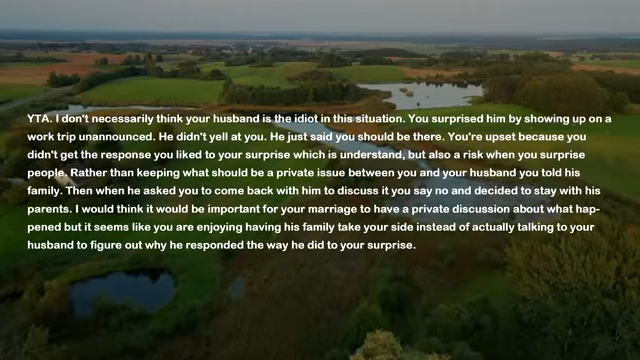 YTA. I don't necessarily think your husband is the idiot in this situation. You surprised him by showing up on a
work trip unannounced. He didn't yell at you. He just said you should be there. You're upset because you
didn't get the response you liked to your surprise which is understand, but also a risk when you surprise
people. Rather than keeping what should be a private issue between you and your husband you told his
family. Then when he asked you to come back with him to discuss it you say no and decided to stay with his
parents. I would think it would be important for your marriage to have a private discussion about what hap-
pened but it seems like you are enjoying having his family take your side instead of actually talking to your
husband to figure out why he responded the way he did to your surprise.